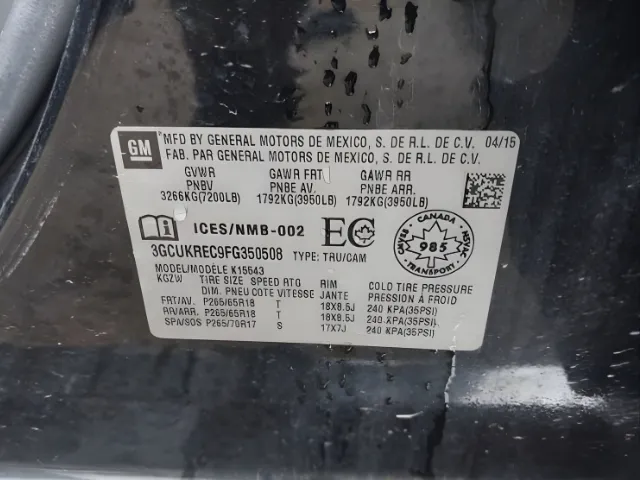 GM
MFD BY GENERAL MOTORS DE MEXICO, S. DE R.L. DE C.V. 04/15
FAB. PAR GENERAL MOTORS DE MEXICO, S. DE R.L. DE C.V.
GVWR GAWR FRT GAWR RR
PNBV PNBE AV. PNBE ARR.
3266KG(7200LB) 1792KG(3950LB) 1792KG(3950LB)
ICES/NMB-002 EC
CANADA
CMVSS 985 NSVAC
3GCUKREC9FG350508 TYPE: TRU/CAM
MODEL/MODÈLE K15543
KGZW TIRE SIZE SPEED RTG RIM COLD TIRE PRESSURE
DIM. PNEU COTE VITESSE JANTE PRESSION À FROID
FRT/AV. P265/65R18 T 18X8.5J 240 KPA(35PSI)
RR/ARR. P265/65R18 T 18X8.5J 240 KPA(35PSI)
SPA/SOS P265/70R17 S 17X7J 240 KPA(35PSI)